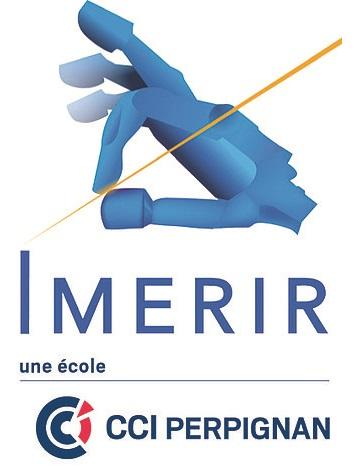 IMERIR
une école
CCI PERPIGNAN